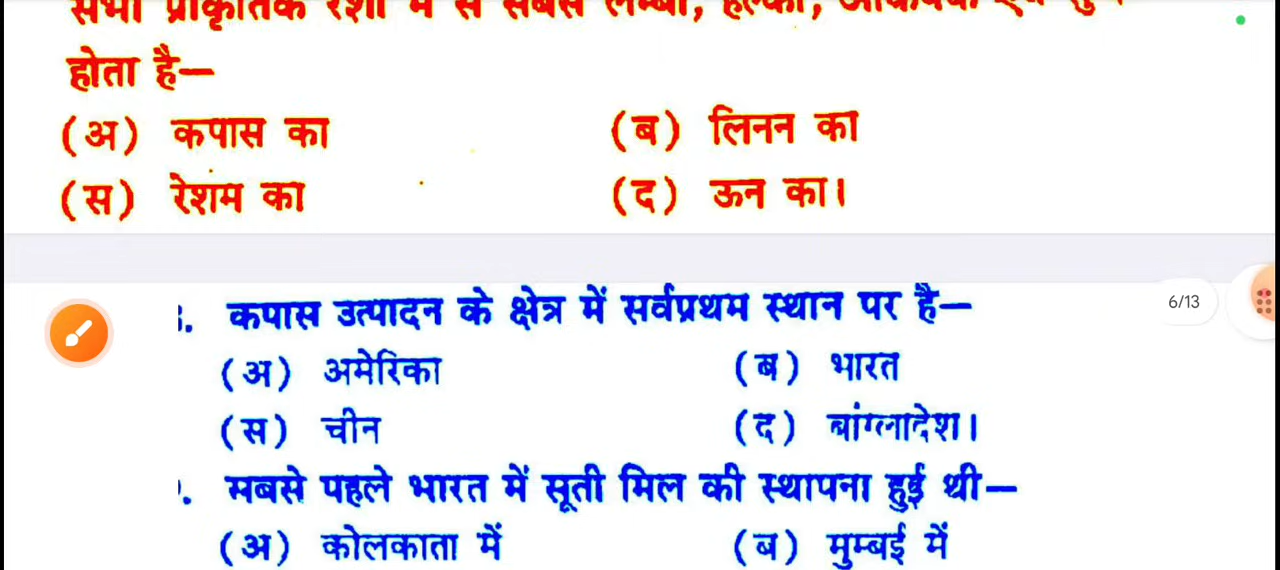 होता है—
(अ) कपास का (ब) लिनन का
(स) रेशम का (द) ऊन का।
6/13
. कपास उत्पादन के क्षेत्र में सर्वप्रथम स्थान पर है—
(अ) अमेरिका (ब) भारत
(स) चीन (द) बांग्लादेश।
. सबसे पहले भारत में सूती मिल की स्थापना हुई थी—
(अ) कोलकाता में (ब) मुम्बई में